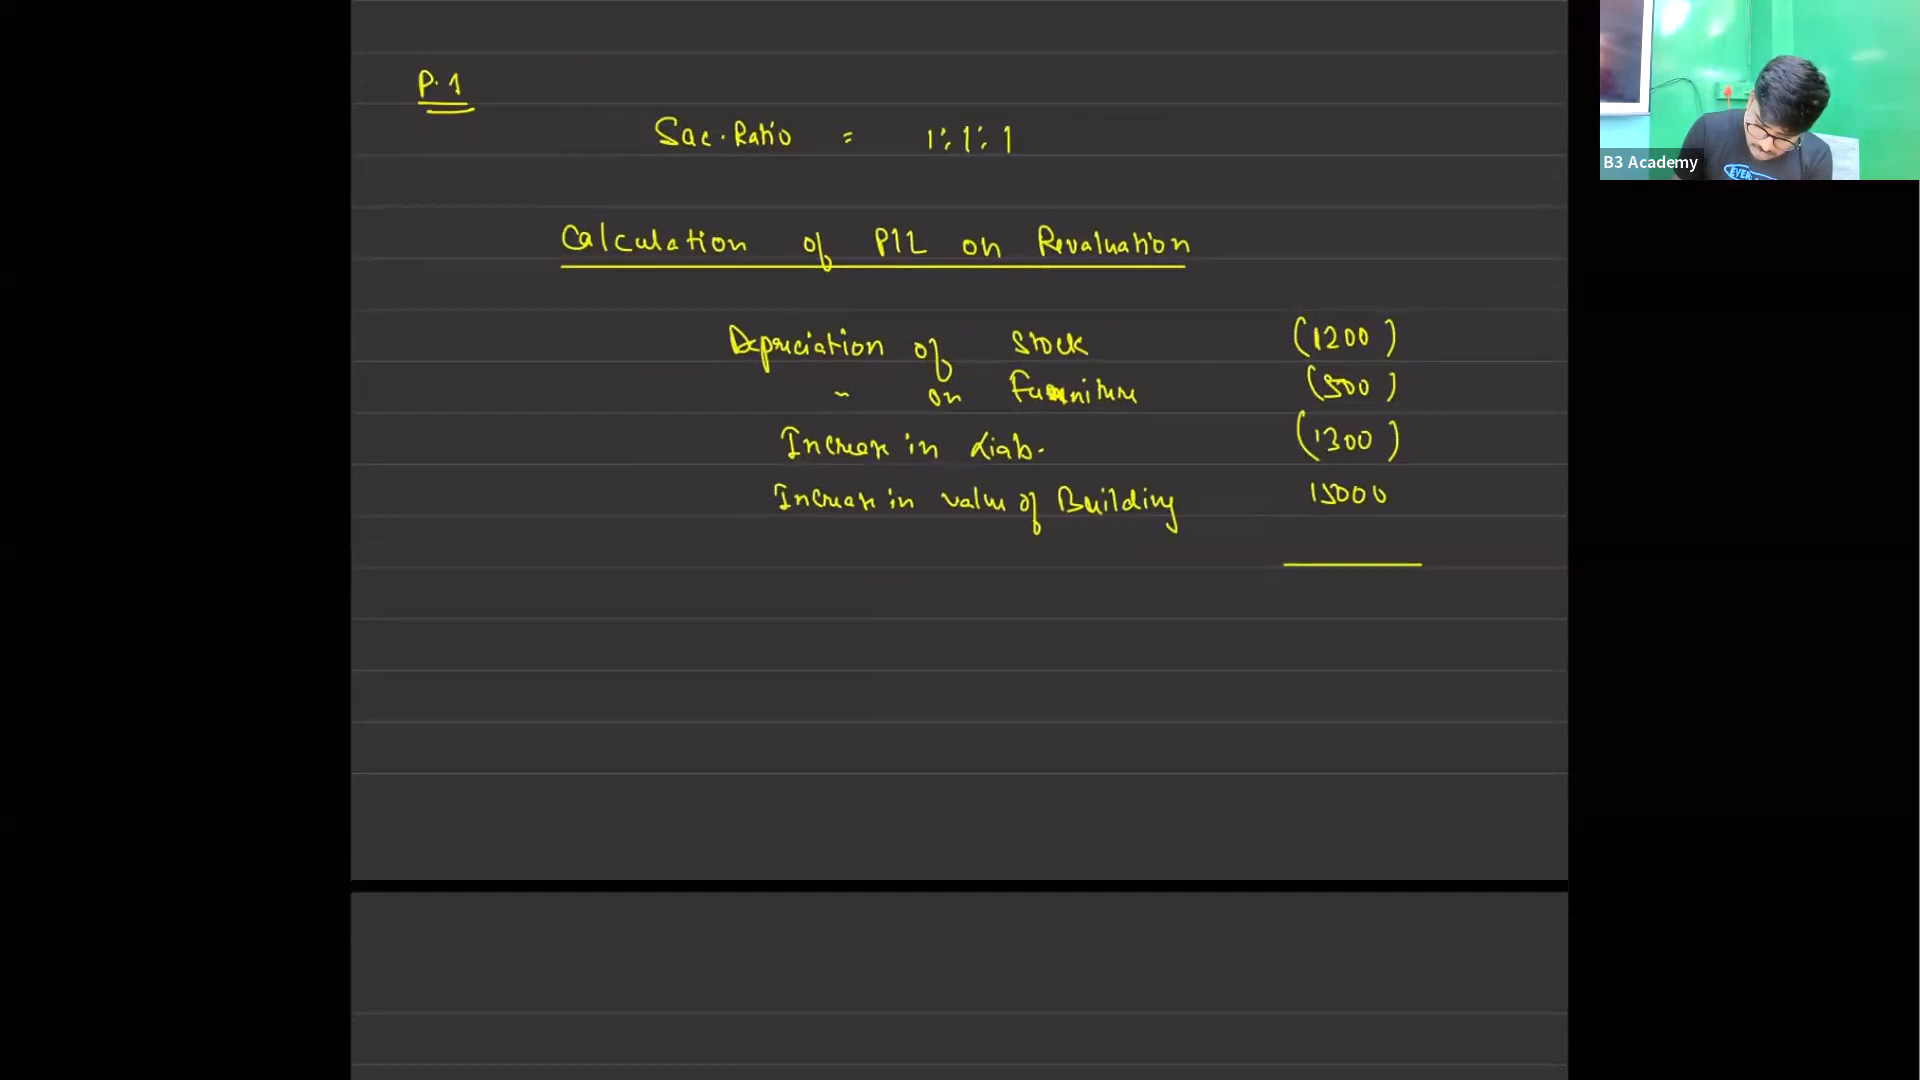 P.1
Sac. Ratio = 1:1:1
Calculation of P/L on Revaluation
Depreciation of Stock (1200)
" on Furniture (500)
Increase in Liab. (1300)
Increase in value of Building 15000
B3 Academy
EVER